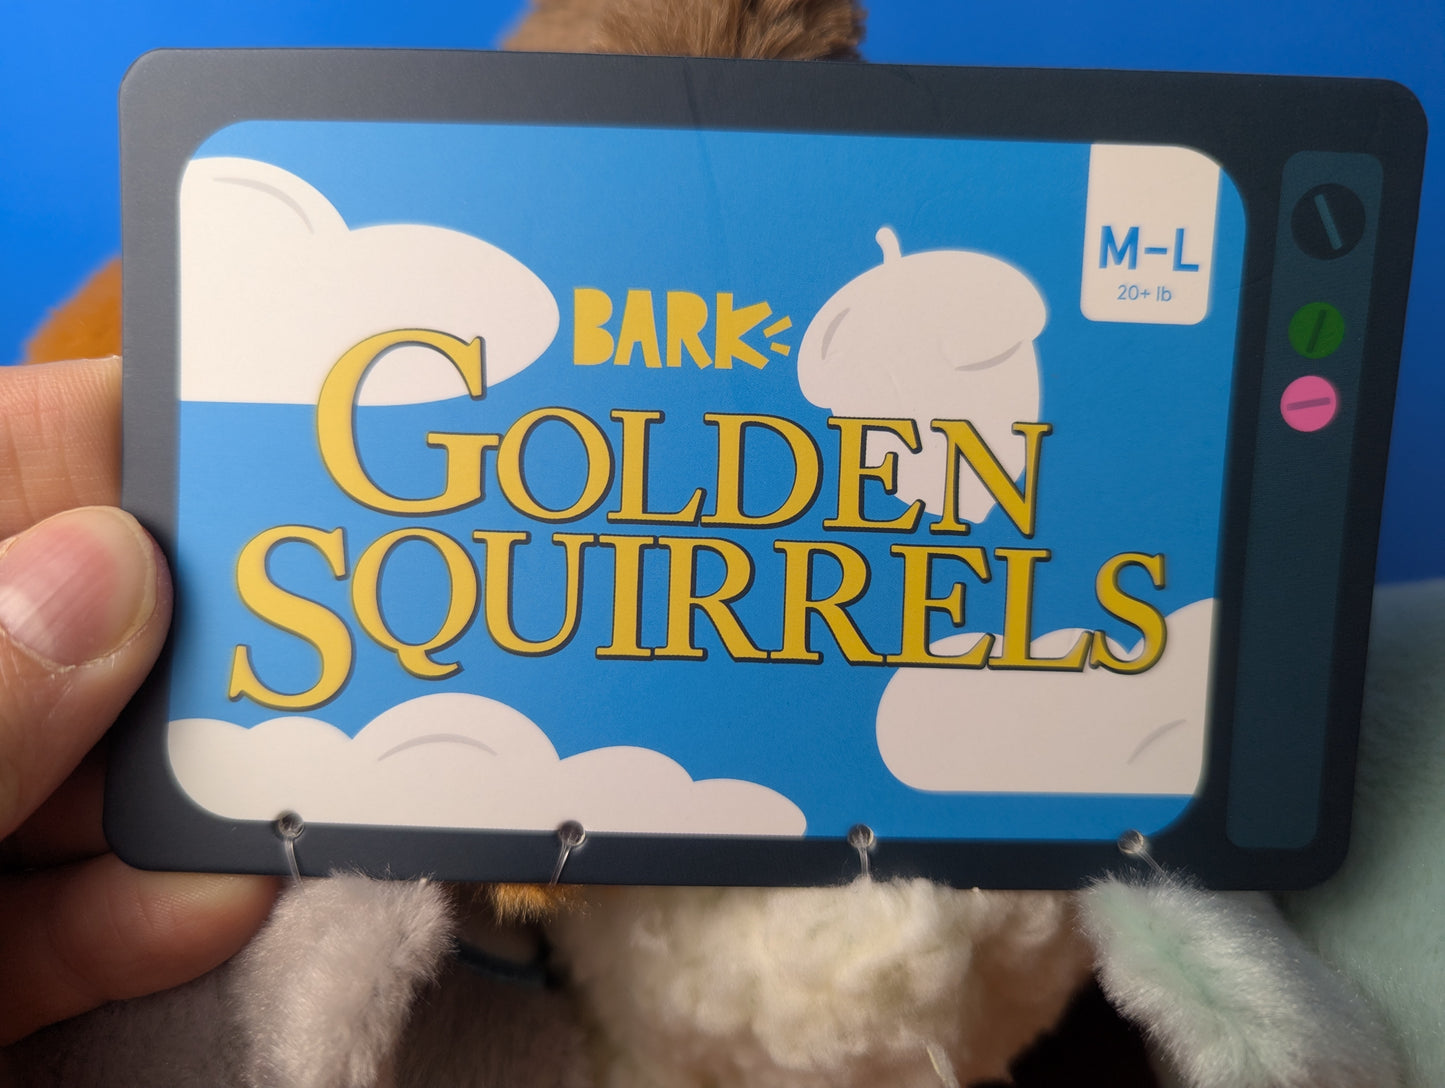 M-L
20+ lb
BARK
GOLDEN
SQUIRRELS